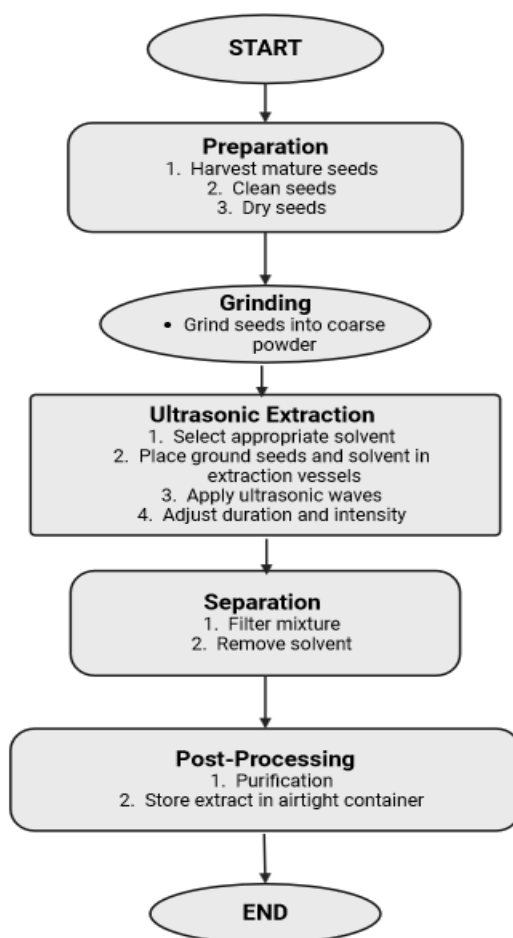 START
Preparation
1. Harvest mature seeds
2. Clean seeds
3. Dry seeds
Grinding
• Grind seeds into coarse
powder
Ultrasonic Extraction
1. Select appropriate solvent
2. Place ground seeds and solvent in
extraction vessels
3. Apply ultrasonic waves
4. Adjust duration and intensity
Separation
1. Filter mixture
2. Remove solvent
Post-Processing
1. Purification
2. Store extract in airtight container
END